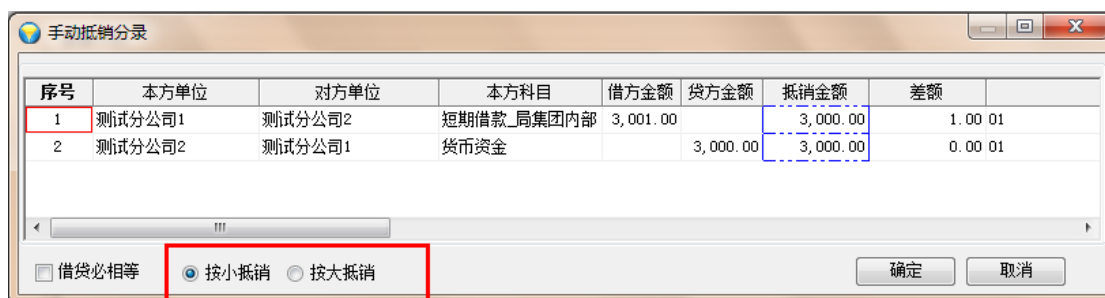 手动抵销分录
序号 本方单位 对方单位 本方科目 借方金额 贷方金额 抵销金额 差额
1 测试分公司1 测试分公司2 短期借款_局集团内部 3,001.00 3,000.00 1.00 01
2 测试分公司2 测试分公司1 货币资金 3,000.00 3,000.00 0.00 01
借贷必相等 按小抵销 按大抵销 确定 取消